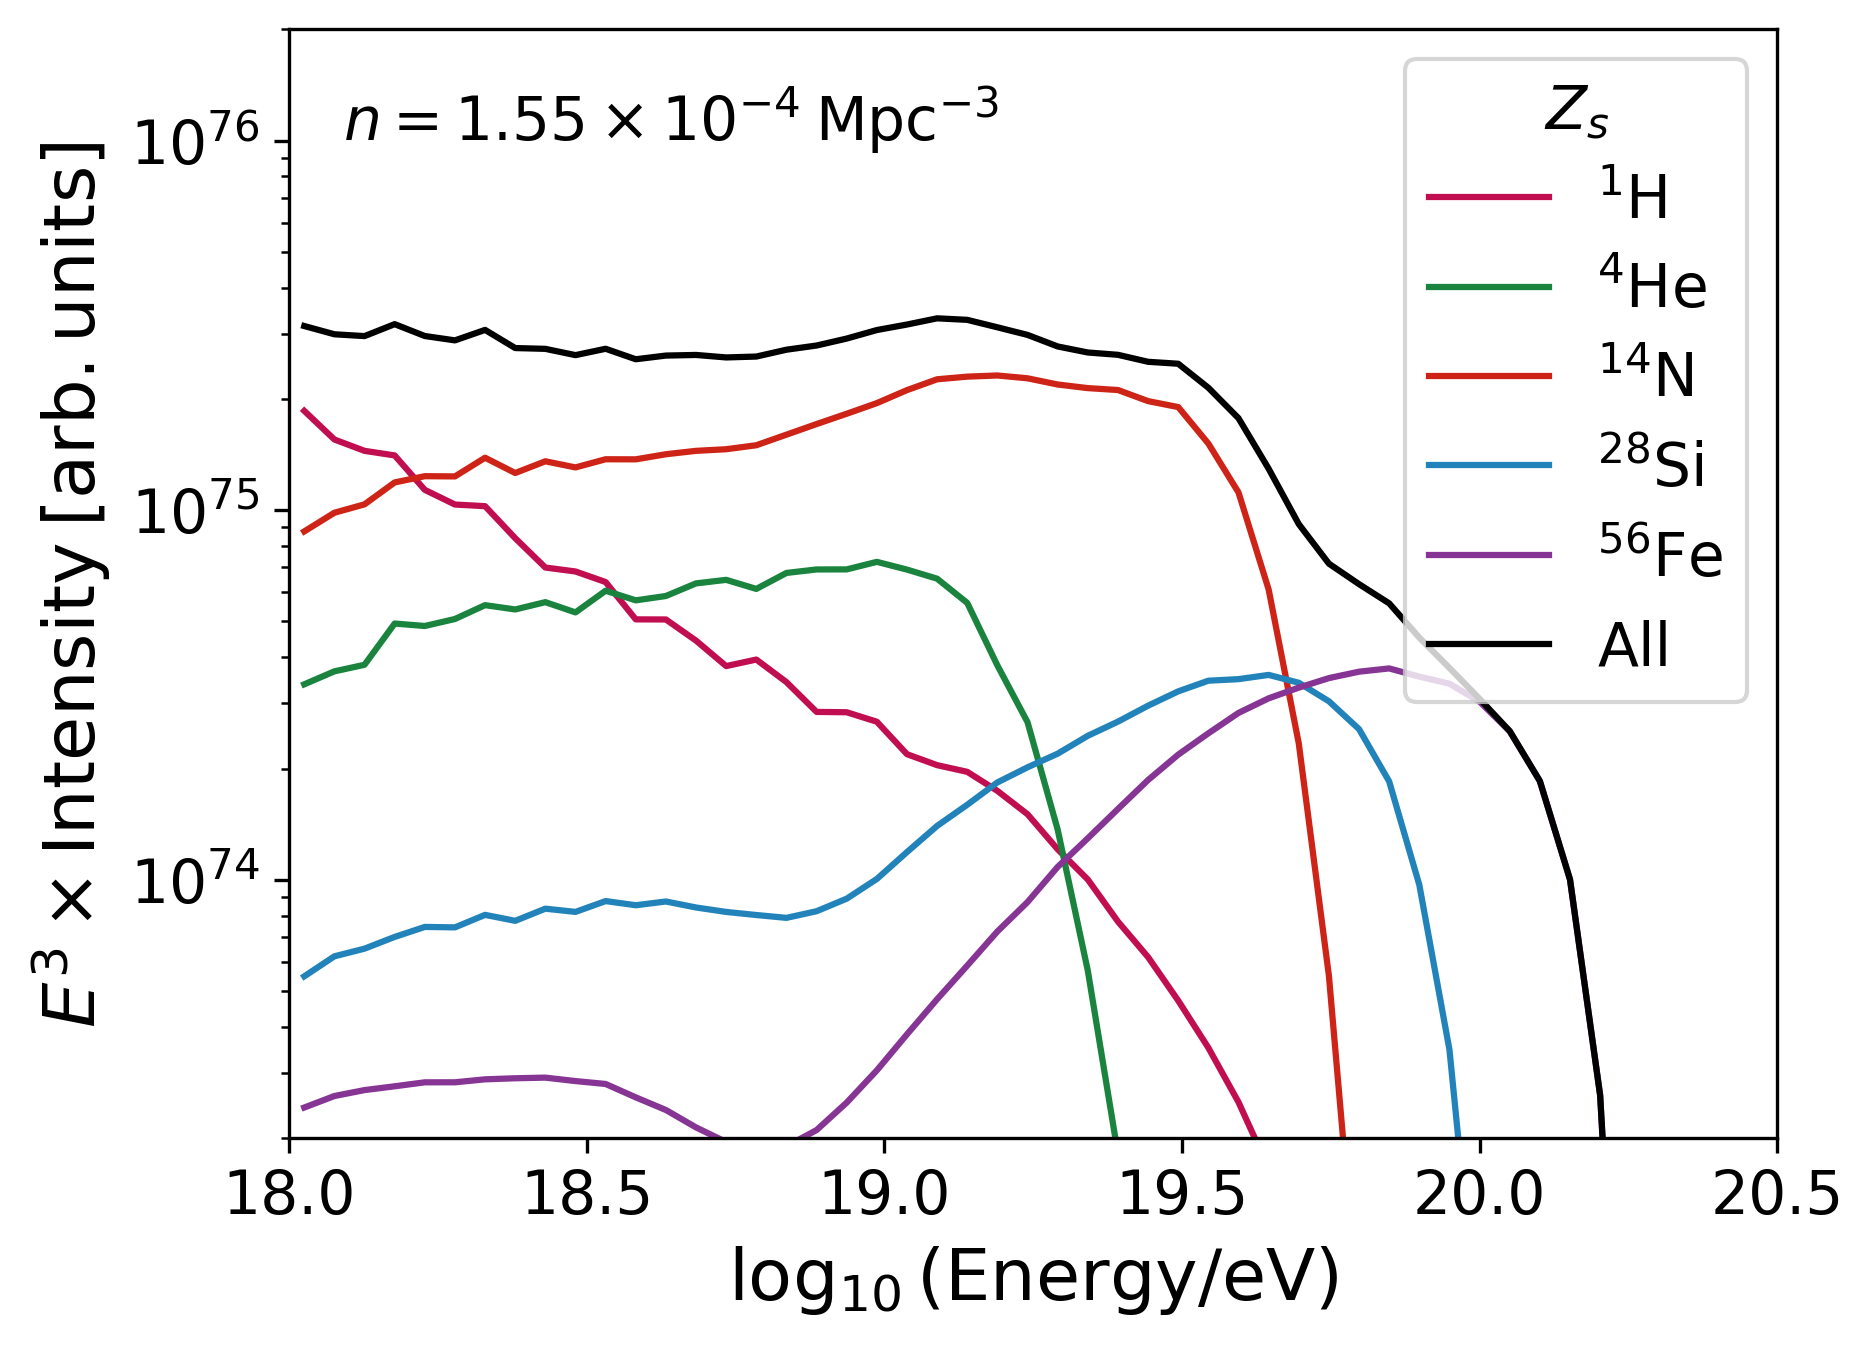 n = 1.55 × 10⁻⁴ Mpc⁻³
Zₛ
¹H
⁴He
¹⁴N
²⁸Si
⁵⁶Fe
All
E³ × Intensity [arb. units]
10⁷⁶
10⁷⁵
10⁷⁴
18.0 18.5 19.0 19.5 20.0 20.5
log₁₀ (Energy/eV)